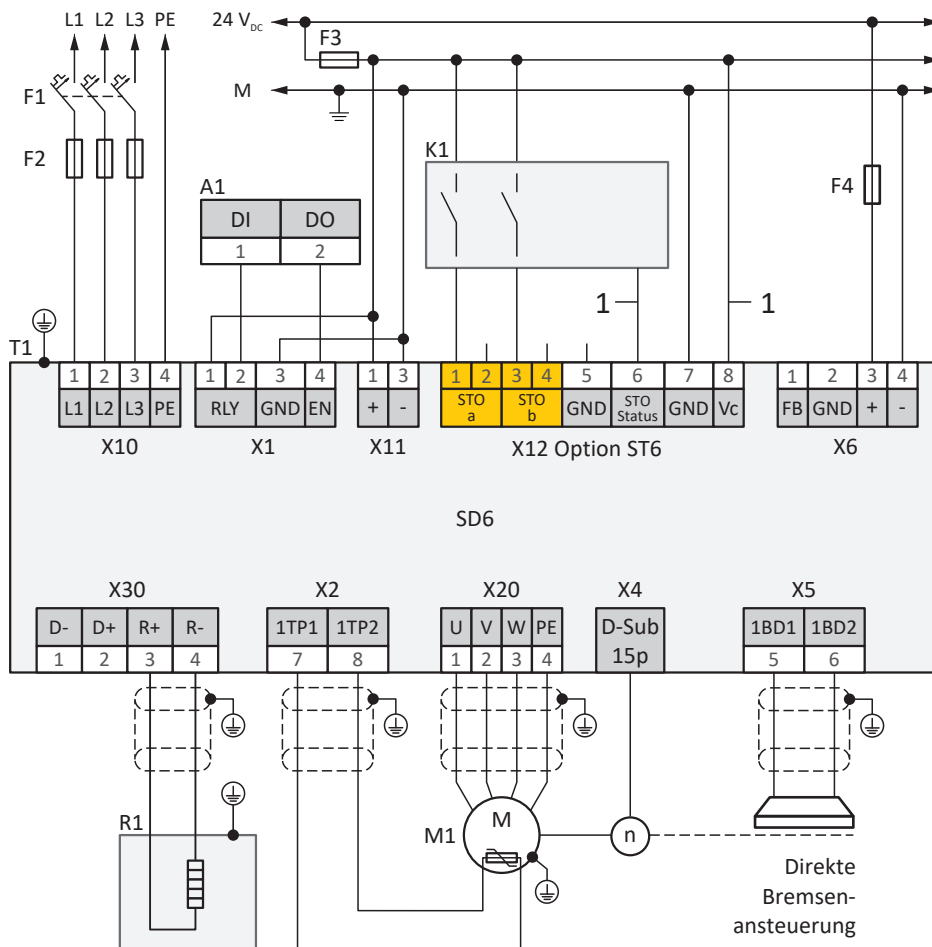 L1 L2 L3 PE
24 V DC
F3
F1
M
F2
K1
A1
F4
DI DO
1 2
1 1
T1
1 2 3 4
L1 L2 L3 PE
X10
1 2 3 4
RLY GND EN
X1
1 3
+ -
X11
1 2 3 4 5 6 7 8
STO a STO b GND STO Status GND Vc
X12 Option ST6
1 2 3 4
FB GND + -
X6
SD6
X30
D- D+ R+ R-
1 2 3 4
X2
1TP1 1TP2
7 8
X20
U V W PE
1 2 3 4
X4
D-Sub
15p
X5
1BD1 1BD2
5 6
R1
M1
M
n
Direkte
Bremsen-
ansteuerung